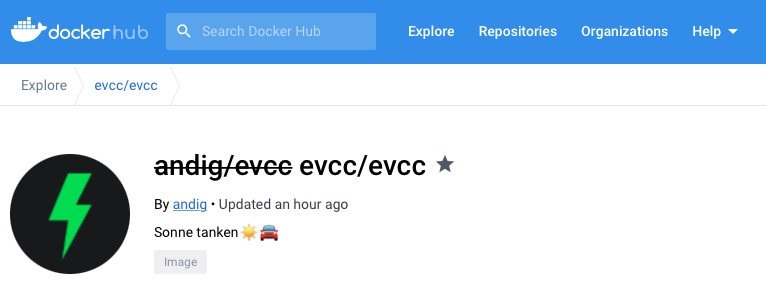 docker hub
Search Docker Hub
Explore
Repositories
Organizations
Help
Explore
evcc/evcc
andig/evcc evcc/evcc
By andig • Updated an hour ago
Sonne tanken☀️🚘
Image